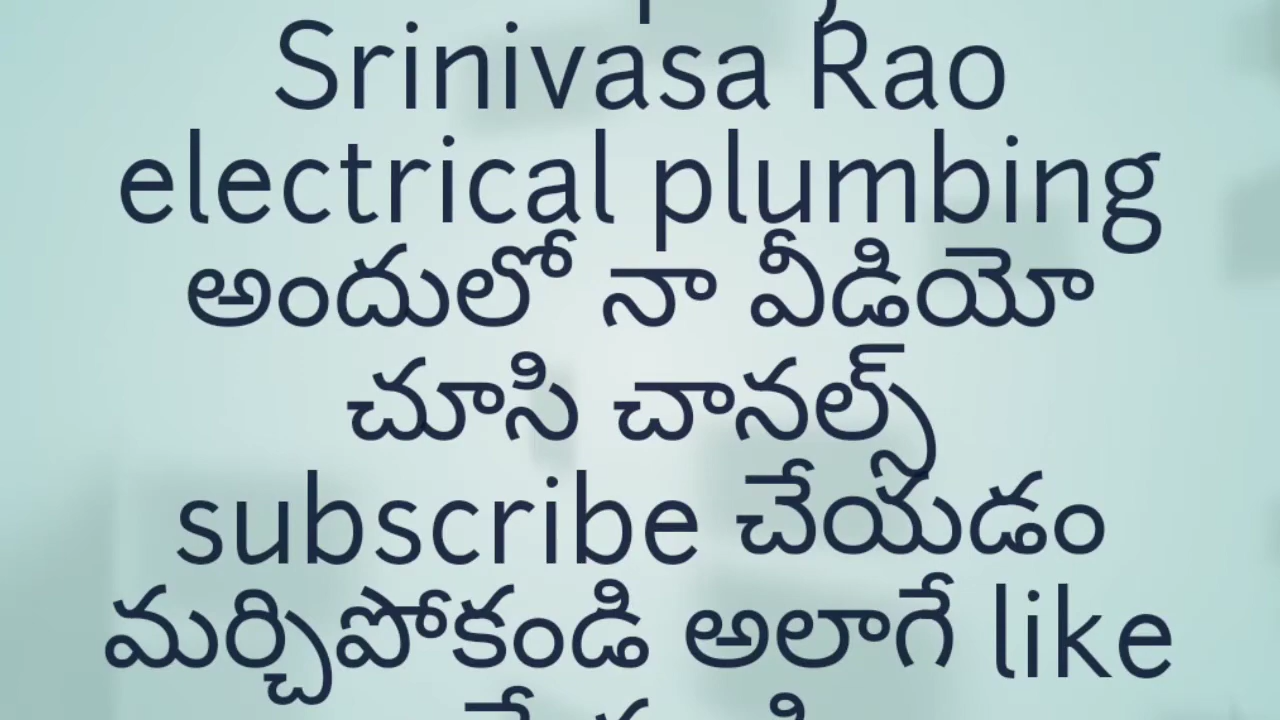 Srinivasa Rao
electrical plumbing
అందులో నా వీడియో
చూసి చానల్స్
subscribe చేయడం
మర్చిపోకండి అలాగే like